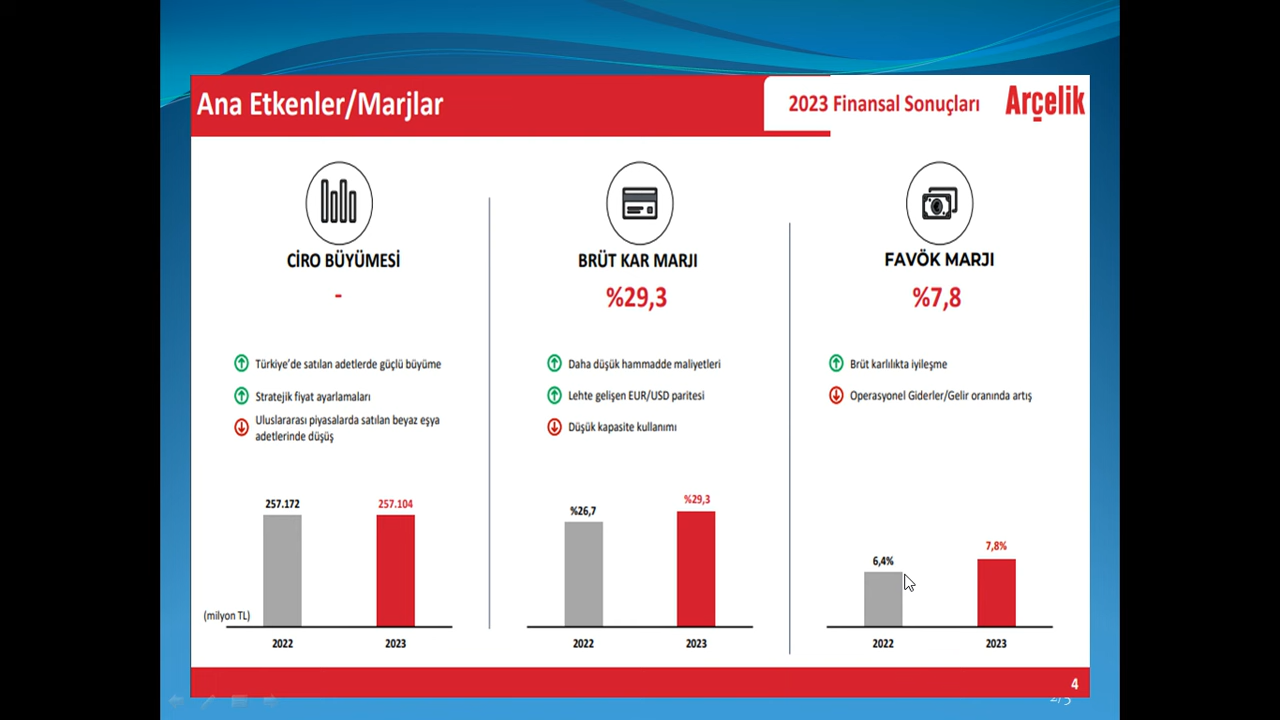 Ana Etkenler/Marjlar
2023 Finansal Sonuçları
Arçelik
CİRO BÜYÜMESİ
-
Türkiye'de satılan adetlerde güçlü büyüme
Stratejik fiyat ayarlamaları
Uluslararası piyasalarda satılan beyaz eşya
adetlerinde düşüş
257.172
257.104
(milyon TL)
2022
2023
BRÜT KAR MARJI
%29,3
Daha düşük hammadde maliyetleri
Lehte gelişen EUR/USD paritesi
Düşük kapasite kullanımı
%26,7
%29,3
2022
2023
FAVÖK MARJI
%7,8
Brüt karlılıkta iyileşme
Operasyonel Giderler/Gelir oranında artış
6,4%
7,8%
2022
2023
4